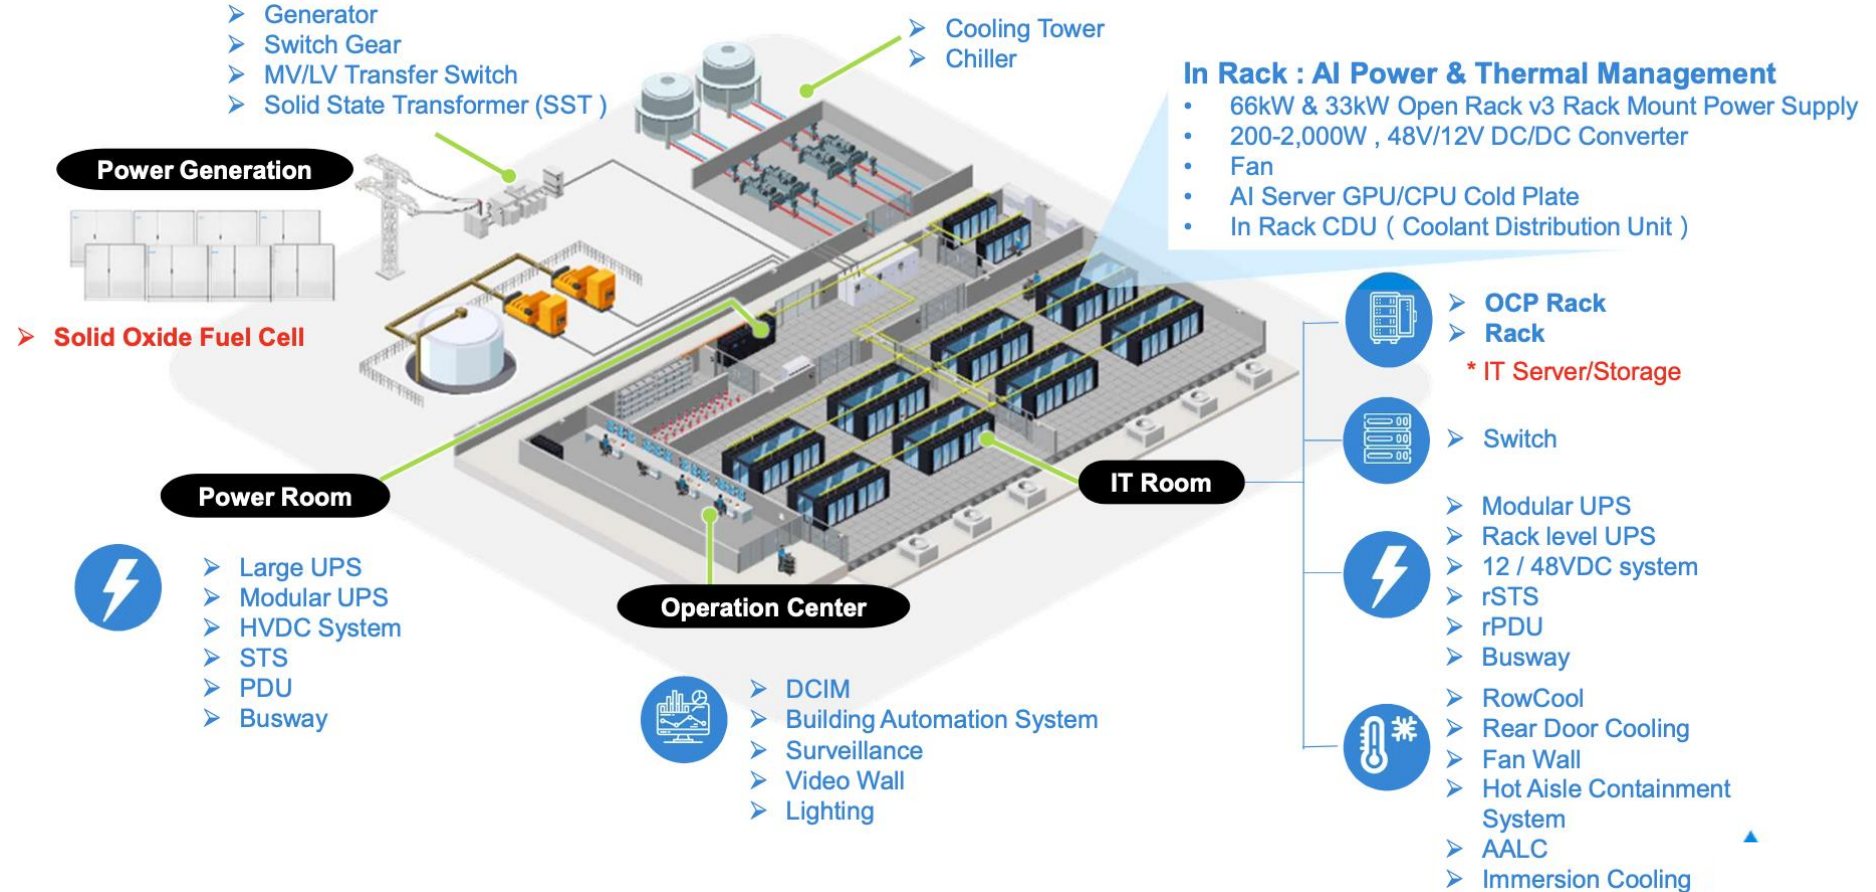 ➢ Generator
➢ Switch Gear
➢ MV/LV Transfer Switch
➢ Solid State Transformer (SST )
➢ Cooling Tower
➢ Chiller
In Rack : AI Power & Thermal Management
• 66kW & 33kW Open Rack v3 Rack Mount Power Supply
• 200-2,000W , 48V/12V DC/DC Converter
• Fan
• AI Server GPU/CPU Cold Plate
• In Rack CDU ( Coolant Distribution Unit )
Power Generation
➢ Solid Oxide Fuel Cell
Power Room
➢ Large UPS
➢ Modular UPS
➢ HVDC System
➢ STS
➢ PDU
➢ Busway
Operation Center
➢ DCIM
➢ Building Automation System
➢ Surveillance
➢ Video Wall
➢ Lighting
IT Room
➢ OCP Rack
➢ Rack
* IT Server/Storage
➢ Switch
➢ Modular UPS
➢ Rack level UPS
➢ 12 / 48VDC system
➢ rSTS
➢ rPDU
➢ Busway
➢ RowCool
➢ Rear Door Cooling
➢ Fan Wall
➢ Hot Aisle Containment
System
➢ AALC
➢ Immersion Cooling